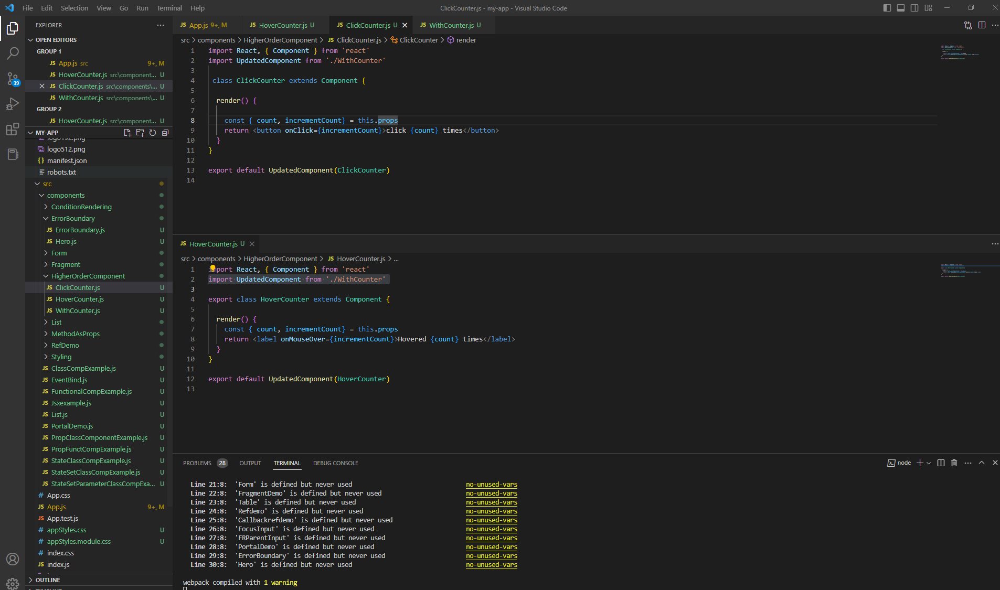 File Edit Selection View Go Run Terminal Help
ClickCounter.js - my-app - Visual Studio Code
EXPLORER
OPEN EDITORS
GROUP 1
JS App.js src 9+, M
JS HoverCounter.js src\component... U
JS ClickCounter.js src\components\... U
JS WithCounter.js src\components\... U
GROUP 2
JS HoverCounter.js src\component... U
39
MY-APP
logo192.png
logo512.png
{} manifest.json
robots.txt
src
components
ConditionRendering
ErrorBoundary
JS ErrorBoundary.js U
JS Hero.js U
Form
Fragment
HigherOrderComponent
JS ClickCounter.js U
JS HoverCounter.js U
JS WithCounter.js U
List
MethodAsProps
RefDemo
Styling
JS ClassCompExample.js U
JS EventBind.js U
JS FunctionalCompExample.js U
JS Jsxexample.js U
JS List.js U
JS PortalDemo.js U
JS PropClassComponentExample.js U
JS PropFunctCompExample.js U
JS StateClassCompExample.js U
JS StateSetClassCompExample.js U
JS StateSetParameterClassCompExa... U
# App.css
JS App.js 9+, M
JS App.test.js
# appStyles.css U
# appStyles.module.css U
# index.css
JS index.js
OUTLINE
JS App.js 9+, M JS HoverCounter.js U JS ClickCounter.js U JS WithCounter.js U
src > components > HigherOrderComponent > JS ClickCounter.js > ClickCounter > render
1 import React, { Component } from 'react'
2 import UpdatedComponent from './WithCounter'
3
4 class ClickCounter extends Component {
5
6 render() {
7
8 const { count, incrementCount} = this.props
9 return <button onClick={incrementCount}>click {count} times</button>
10 }
11 }
12
13 export default UpdatedComponent(ClickCounter)
14
JS HoverCounter.js U
src > components > HigherOrderComponent > JS HoverCounter.js > ...
1 import React, { Component } from 'react'
2 import UpdatedComponent from './WithCounter'
3
4 export class HoverCounter extends Component {
5
6 render() {
7 const { count, incrementCount} = this.props
8 return <label onMouseOver={incrementCount}>Hovered {count} times</label>
9 }
10 }
11
12 export default UpdatedComponent(HoverCounter)
13
PROBLEMS 28 OUTPUT TERMINAL DEBUG CONSOLE
node
Line 21:8: 'Form' is defined but never used no-unused-vars
Line 22:8: 'FragmentDemo' is defined but never used no-unused-vars
Line 23:8: 'Table' is defined but never used no-unused-vars
Line 24:8: 'Refdemo' is defined but never used no-unused-vars
Line 25:8: 'Callbackrefdemo' is defined but never used no-unused-vars
Line 26:8: 'FocusInput' is defined but never used no-unused-vars
Line 27:8: 'FRParentInput' is defined but never used no-unused-vars
Line 28:8: 'PortalDemo' is defined but never used no-unused-vars
Line 29:8: 'ErrorBoundary' is defined but never used no-unused-vars
Line 30:8: 'Hero' is defined but never used no-unused-vars
webpack compiled with 1 warning